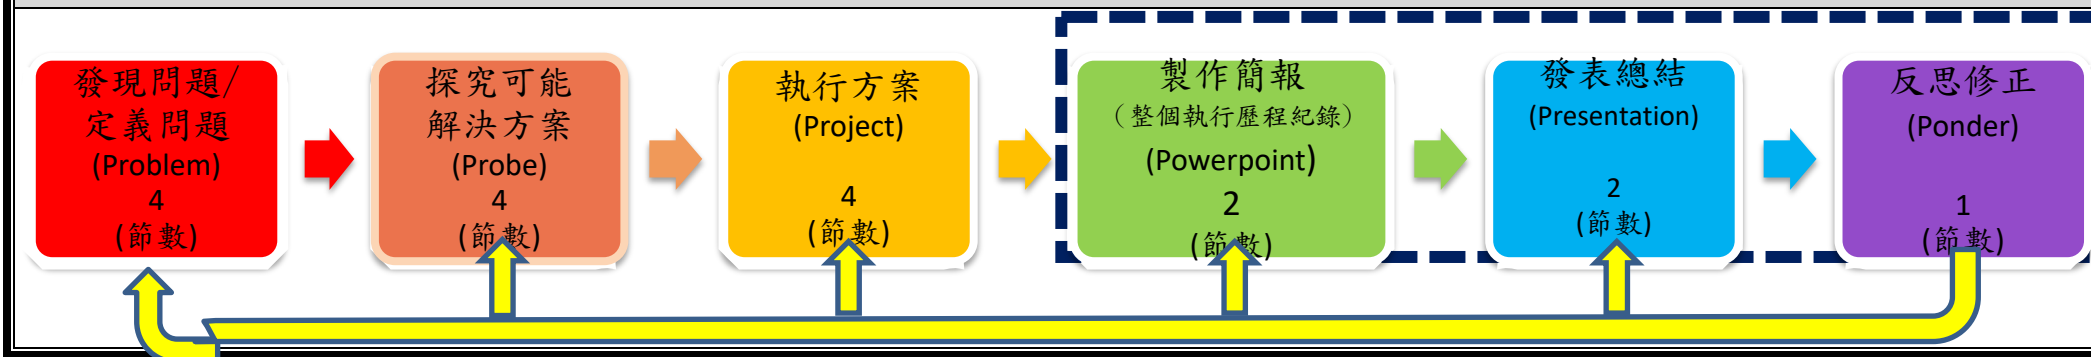 發現問題/
定義問題
(Problem)
4
(節數)
探究可能
解決方案
(Probe)
4
(節數)
執行方案
(Project)
4
(節數)
製作簡報
（整個執行歷程紀錄）
(Powerpoint)
2
(節數)
發表總結
(Presentation)
2
(節數)
反思修正
(Ponder)
1
(節數)